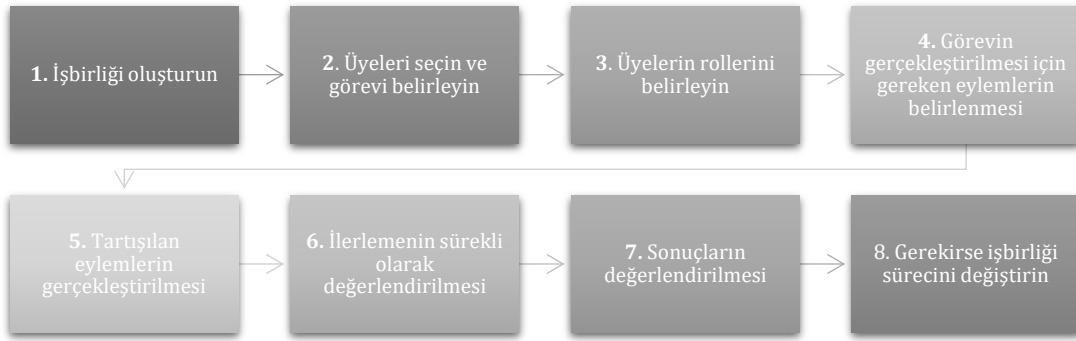 1. İşbirliği oluşturun
2. Üyeleri seçin ve
görevi belirleyin
3. Üyelerin rollerini
belirleyin
4. Görevin
gerçekleştirilmesi için
gereken eylemlerin
belirlenmesi
5. Tartışılan
eylemlerin
gerçekleştirilmesi
6. İlerlemenin sürekli
olarak
değerlendirilmesi
7. Sonuçların
değerlendirilmesi
8. Gerekirse işbirliği
sürecini değiştirin